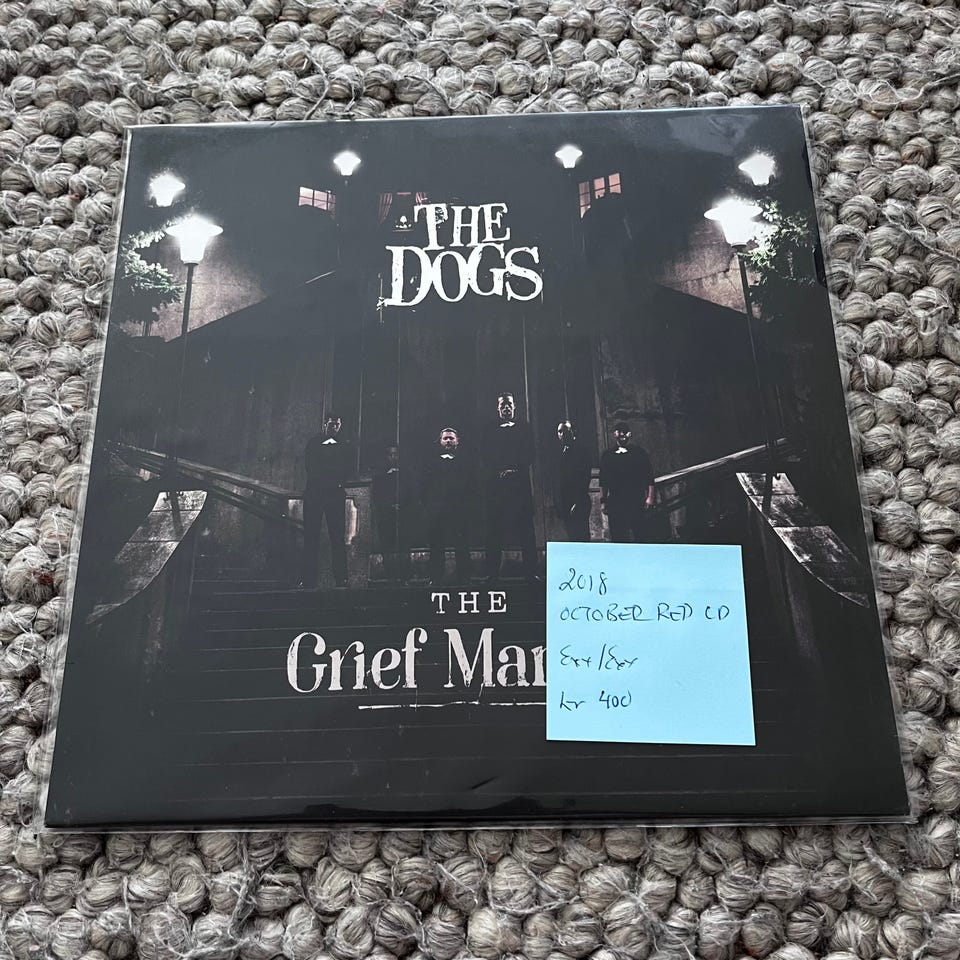 THE
DOGS
THE
Grief Man
2018
OCTOBER RED CD
Ex+/Ex+
kr 400